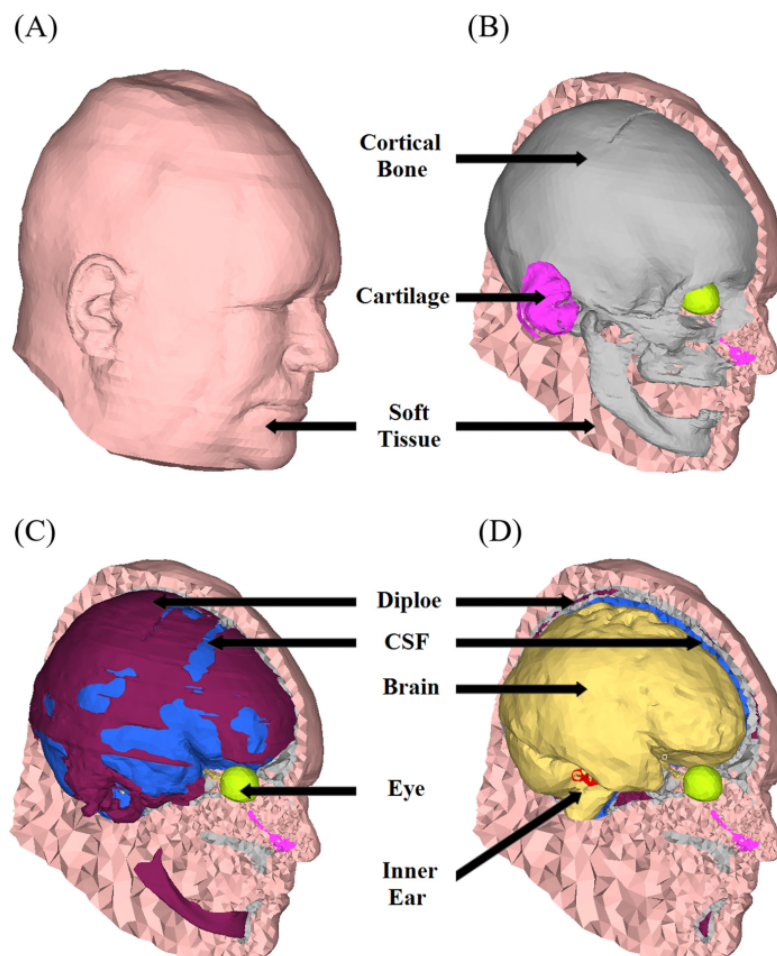 (A)
(B)
Cortical
Bone
Cartilage
Soft
Tissue
(C)
(D)
Diploe
CSF
Brain
Eye
Inner
Ear